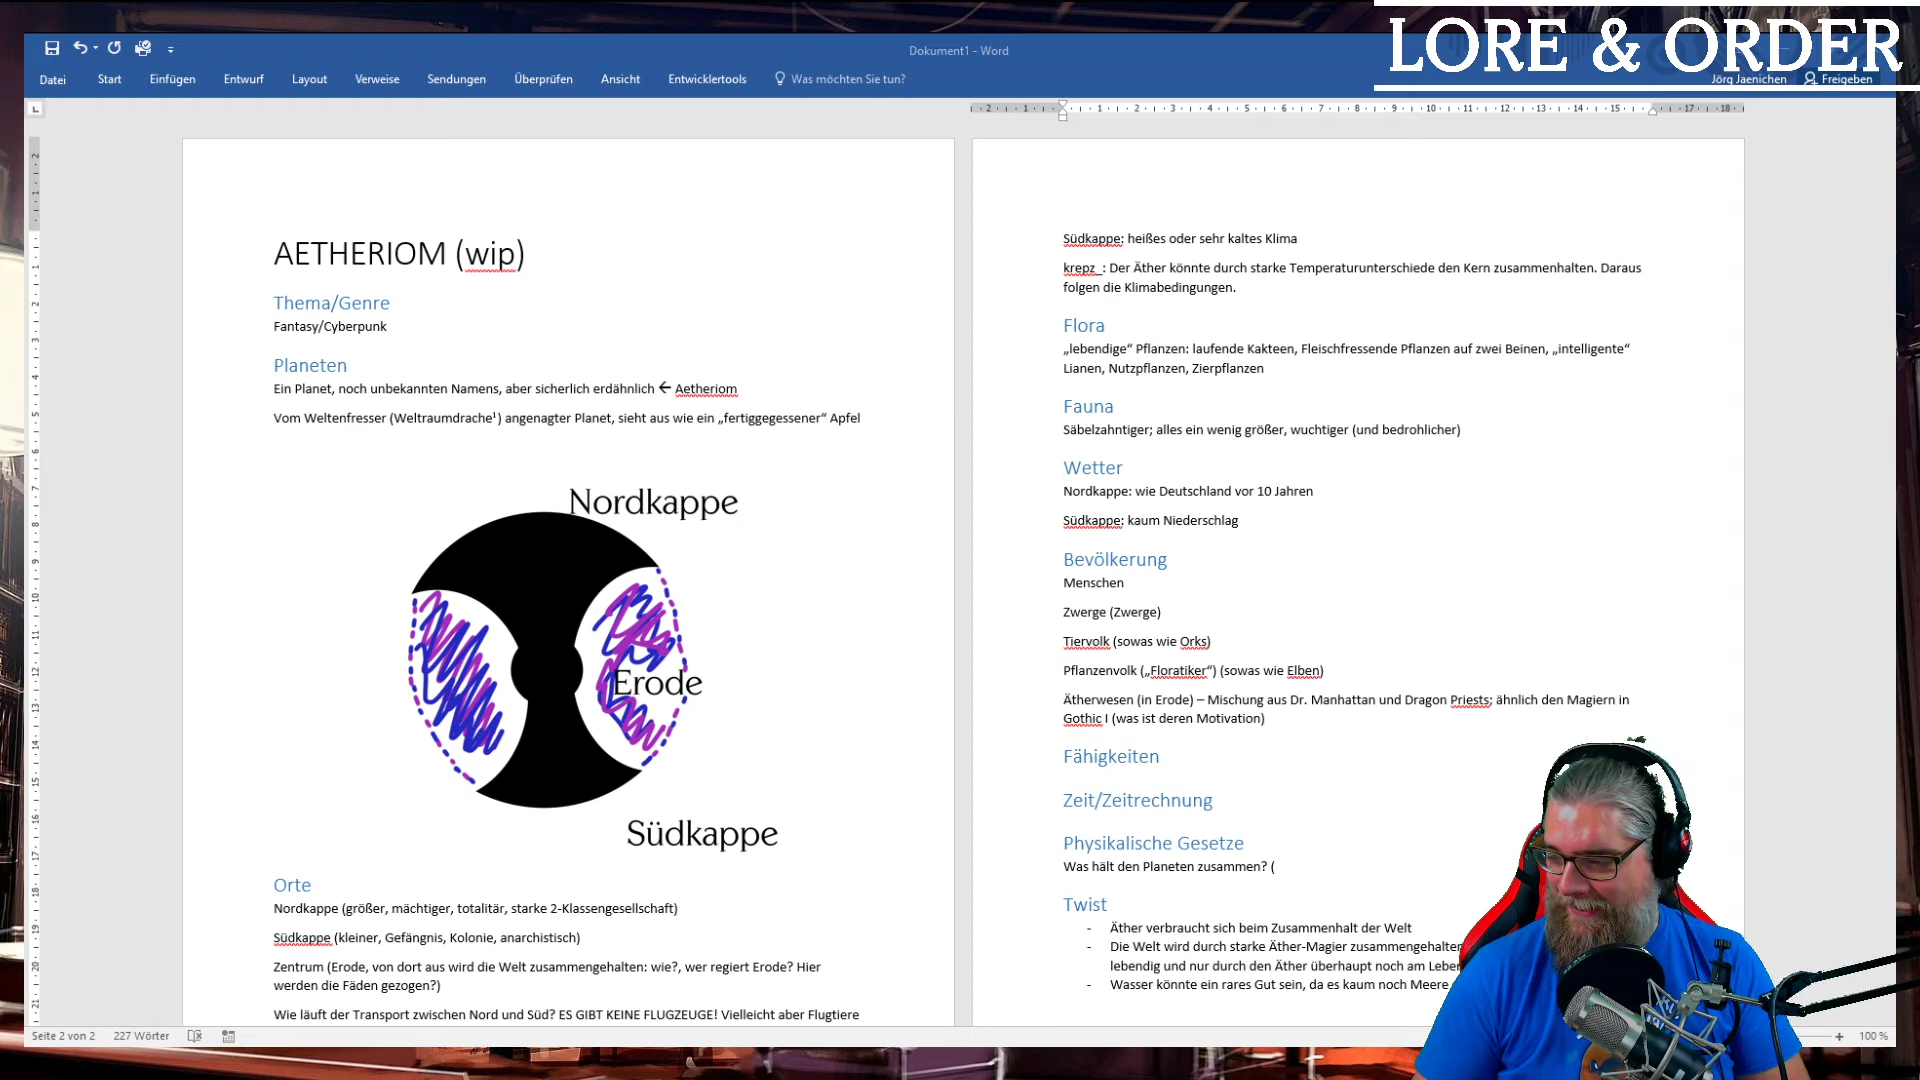 LORE & ORDER
Dokument1 - Word
Datei Start Einfügen Entwurf Layout Verweise Sendungen Überprüfen Ansicht Entwicklertools Was möchten Sie tun? Jörg Jaenichen Freigeben
AETHERIOM (wip)
Thema/Genre
Fantasy/Cyberpunk
Planeten
Ein Planet, noch unbekannten Namens, aber sicherlich erdähnlich ← Aetheriom
Vom Weltenfresser (Weltraumdrache¹) angenagter Planet, sieht aus wie ein „fertiggegessener“ Apfel
Nordkappe
Erode
Südkappe
Orte
Nordkappe (größer, mächtiger, totalitär, starke 2-Klassengesellschaft)
Südkappe (kleiner, Gefängnis, Kolonie, anarchistisch)
Zentrum (Erode, von dort aus wird die Welt zusammengehalten: wie?, wer regiert Erode? Hier
werden die Fäden gezogen?)
Wie läuft der Transport zwischen Nord und Süd? ES GIBT KEINE FLUGZEUGE! Vielleicht aber Flugtiere
Südkappe: heißes oder sehr kaltes Klima
krepz_: Der Äther könnte durch starke Temperaturunterschiede den Kern zusammenhalten. Daraus
folgen die Klimabedingungen.
Flora
„lebendige“ Pflanzen: laufende Kakteen, Fleischfressende Pflanzen auf zwei Beinen, „intelligente“
Lianen, Nutzpflanzen, Zierpflanzen
Fauna
Säbelzahntiger; alles ein wenig größer, wuchtiger (und bedrohlicher)
Wetter
Nordkappe: wie Deutschland vor 10 Jahren
Südkappe: kaum Niederschlag
Bevölkerung
Menschen
Zwerge (Zwerge)
Tiervolk (sowas wie Orks)
Pflanzenvolk („Floratiker“) (sowas wie Elben)
Ätherwesen (in Erode) – Mischung aus Dr. Manhattan und Dragon Priests; ähnlich den Magiern in
Gothic I (was ist deren Motivation)
Fähigkeiten
Zeit/Zeitrechnung
Physikalische Gesetze
Was hält den Planeten zusammen? (
Twist
- Äther verbraucht sich beim Zusammenhalt der Welt
- Die Welt wird durch starke Äther-Magier zusammengehalten
lebendig und nur durch den Äther überhaupt noch am Leben
- Wasser könnte ein rares Gut sein, da es kaum noch Meere
Seite 2 von 2 227 Wörter 100 %